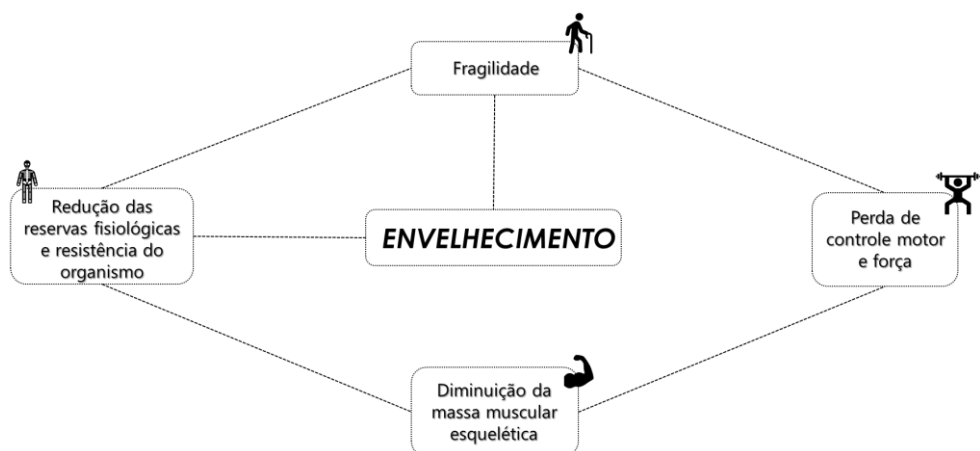 Fragilidade
Redução das
reservas fisiológicas
e resistência do
organismo
ENVELHECIMENTO
Perda de
controle motor
e força
Diminuição da
massa muscular
esquelética